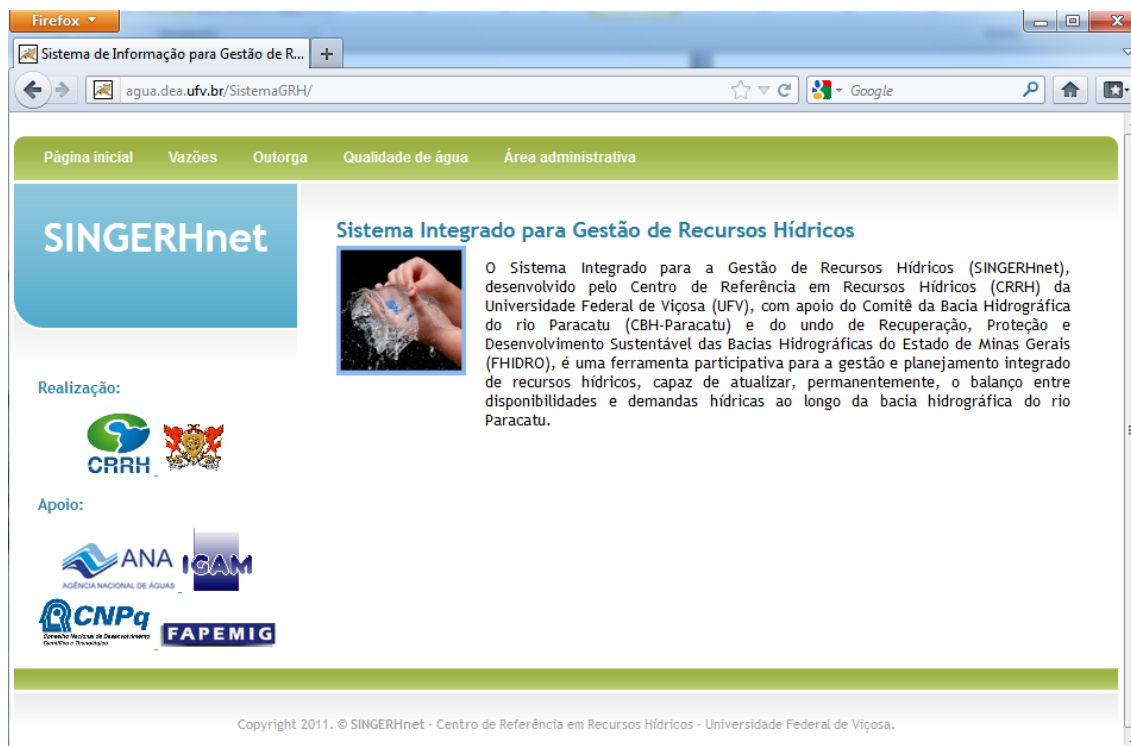 Firefox
Sistema de Informação para Gestão de R...
agua.dea.ufv.br/SistemaGRH/
Google
Página inicial Vazões Outorga Qualidade de água Área administrativa
SINGERHnet
Sistema Integrado para Gestão de Recursos Hídricos
O Sistema Integrado para a Gestão de Recursos Hídricos (SINGERHnet),
desenvolvido pelo Centro de Referência em Recursos Hídricos (CRRH) da
Universidade Federal de Viçosa (UFV), com apoio do Comitê da Bacia Hidrográfica
do rio Paracatu (CBH-Paracatu) e do undo de Recuperação, Proteção e
Desenvolvimento Sustentável das Bacias Hidrográficas do Estado de Minas Gerais
(FHIDRO), é uma ferramenta participativa para a gestão e planejamento integrado
de recursos hídricos, capaz de atualizar, permanentemente, o balanço entre
disponibilidades e demandas hídricas ao longo da bacia hidrográfica do rio
Paracatu.
Realização:
CRRH
Apoio:
ANA
AGÊNCIA NACIONAL DE ÁGUAS
IGAM
CNPq
Conselho Nacional de Desenvolvimento
Científico e Tecnológico
FAPEMIG
Copyright 2011. © SINGERHnet - Centro de Referência em Recursos Hídricos - Universidade Federal de Viçosa.